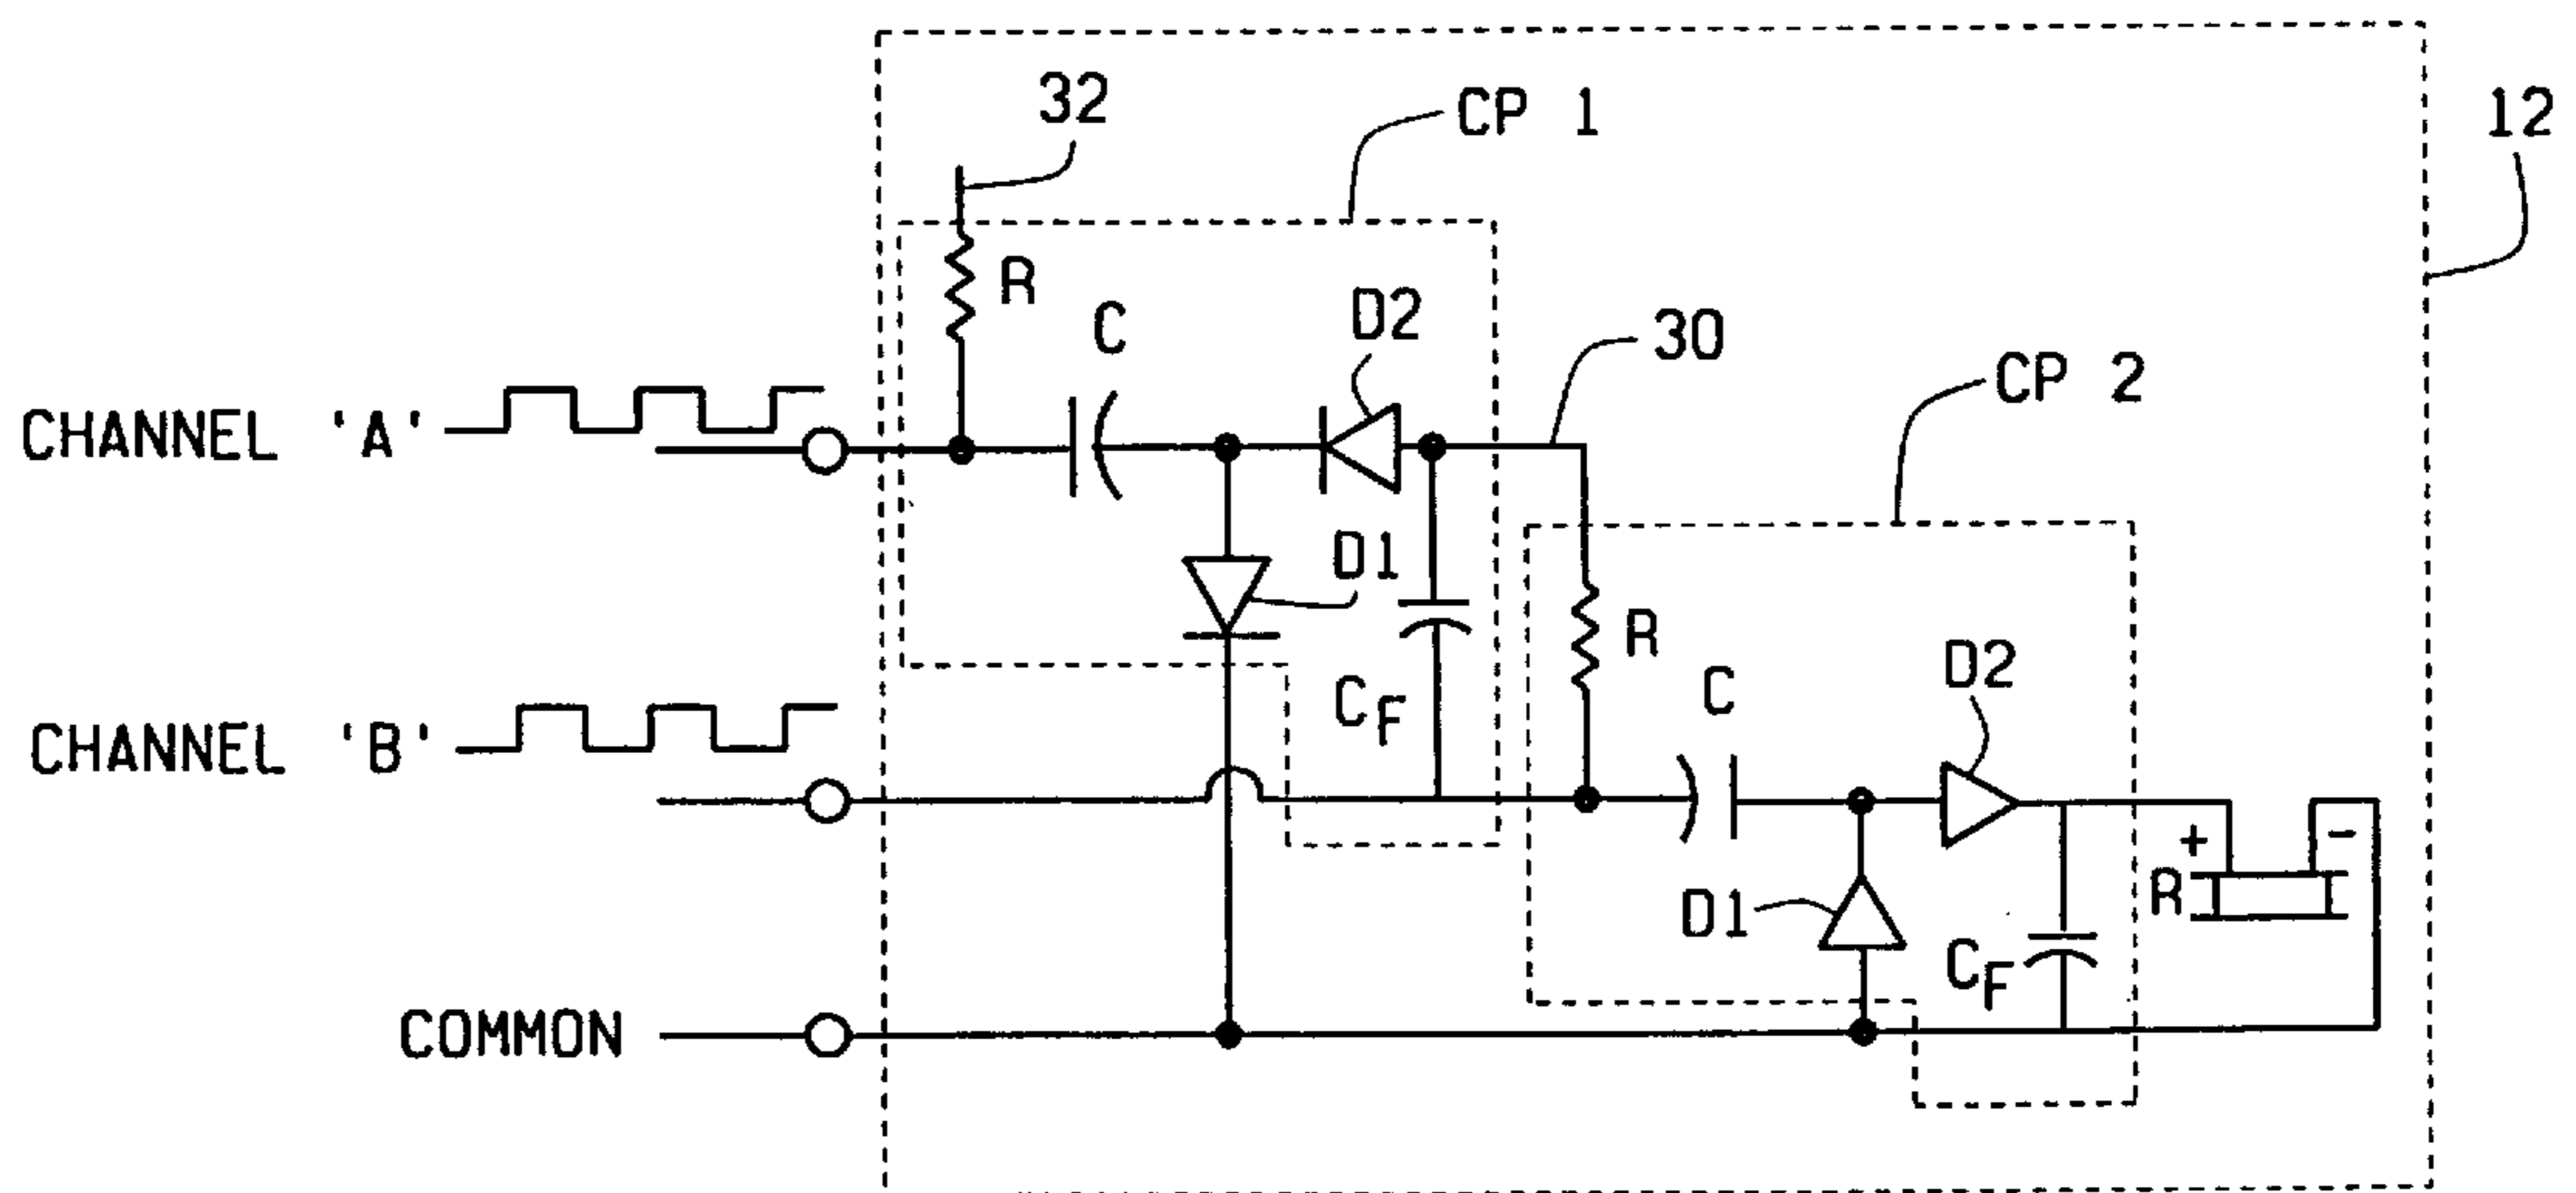 32
CP 1
12
R
C
D2
30
CP 2
CHANNEL 'A'
D1
R
D2
C
CF
CHANNEL 'B'
+
-
R
D1
CF
COMMON